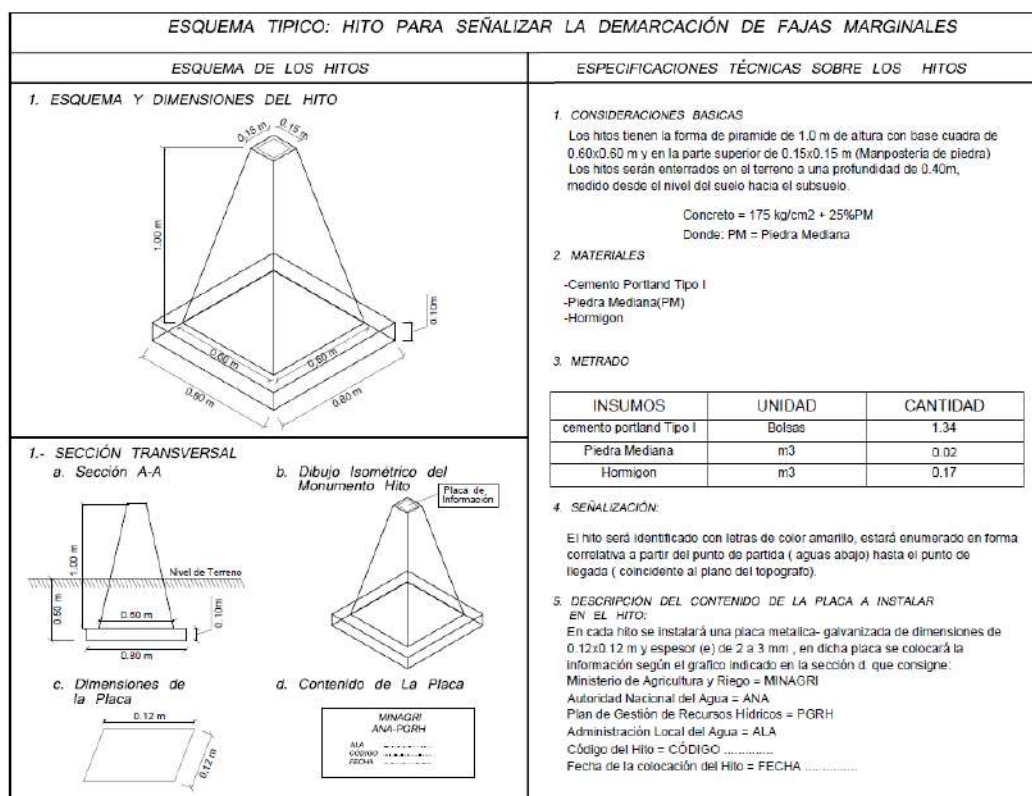 ESQUEMA TIPICO: HITO PARA SEÑALIZAR LA DEMARCACIÓN DE FAJAS MARGINALES
ESQUEMA DE LOS HITOS
1. ESQUEMA Y DIMENSIONES DEL HITO
0.15 m
0.15 m
1.00 m
0.10m
0.60 m
0.60 m
0.80 m
0.80 m
1.- SECCIÓN TRANSVERSAL
a. Sección A-A
1.00 m
Nivel de Terreno
0.50 m
0.60 m
0.10m
0.80 m
b. Dibujo Isométrico del
Monumento Hito
Placa de
Información
c. Dimensiones de
la Placa
0.12 m
0.12 m
d. Contenido de La Placa
MINAGRI
ANA-PGRH
ALA
CÓDIGO
FECHA
ESPECIFICACIONES TÉCNICAS SOBRE LOS HITOS
1. CONSIDERACIONES BASICAS
Los hitos tienen la forma de piramide de 1.0 m de altura con base cuadra de
0.60x0.60 m y en la parte superior de 0.15x0.15 m (Manposteria de piedra)
Los hitos serán enterrados en el terreno a una profundidad de 0.40m,
medido desde el nivel del suelo hacia el subsuelo.
Concreto = 175 kg/cm2 + 25%PM
Donde: PM = Piedra Mediana
2. MATERIALES
-Cemento Portland Tipo I
-Piedra Mediana(PM)
-Hormigon
3. METRADO
INSUMOS UNIDAD CANTIDAD
cemento portland Tipo I Bolsas 1.34
Piedra Mediana m3 0.02
Hormigon m3 0.17
4. SEÑALIZACIÓN:
El hito será identificado con letras de color amarillo, estará enumerado en forma
correlativa a partir del punto de partida ( aguas abajo) hasta el punto de
llegada ( coincidente al plano del topografo).
5. DESCRIPCIÓN DEL CONTENIDO DE LA PLACA A INSTALAR
EN EL HITO:
En cada hito se instalará una placa metalica- galvanizada de dimensiones de
0.12x0.12 m y espesor (e) de 2 a 3 mm , en dicha placa se colocará la
información según el grafico indicado en la sección d. que consigne:
Ministerio de Agricultura y Riego = MINAGRI
Autoridad Nacional del Agua = ANA
Plan de Gestión de Recursos Hídricos = PGRH
Administración Local del Agua = ALA
Código del Hito = CÓDIGO ..............
Fecha de la colocación del Hito = FECHA ..............